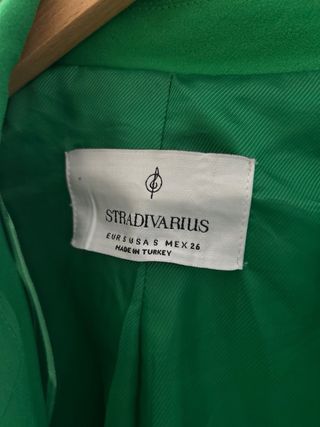 STRADIVARIUS
EUR S USA S MEX 26
MADE IN TURKEY